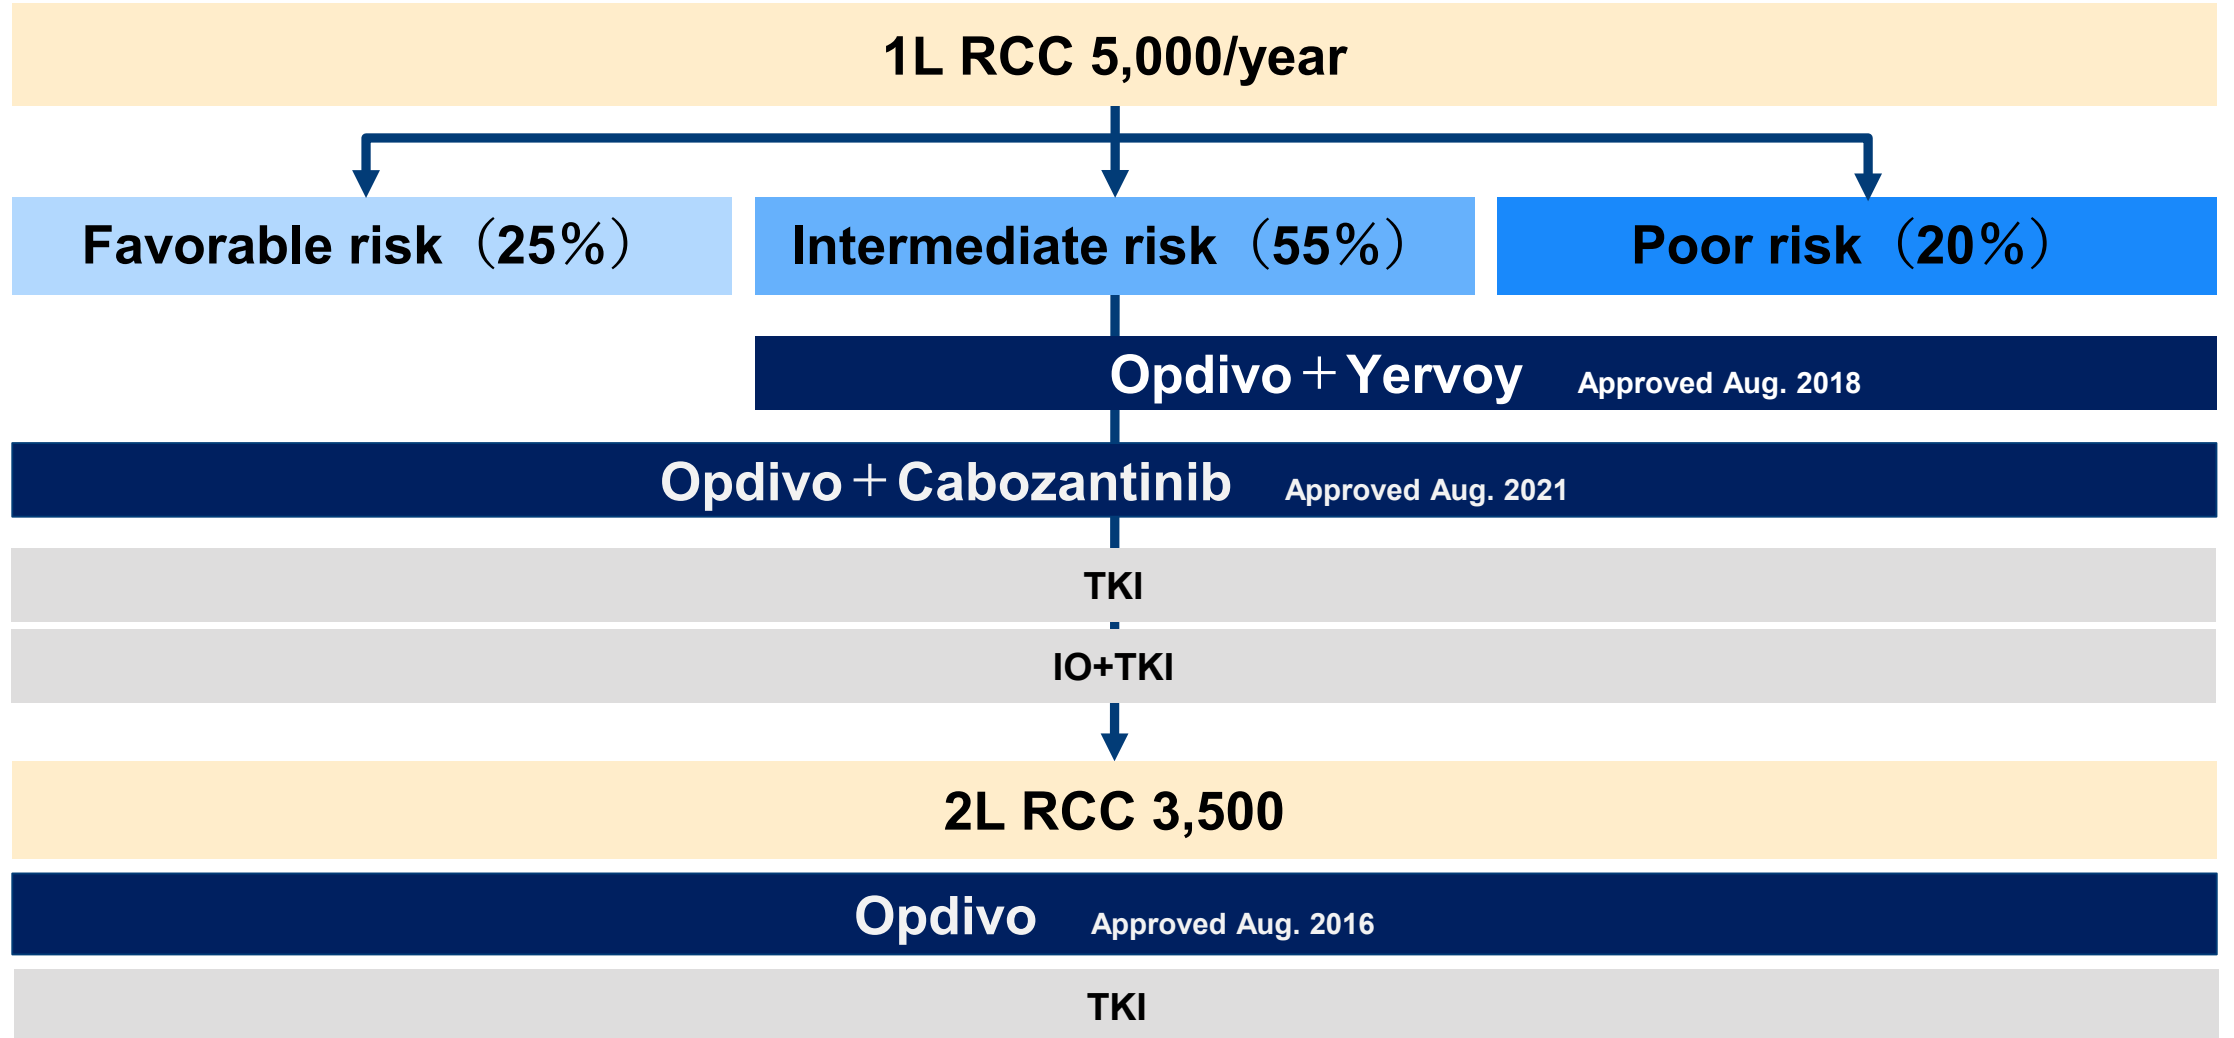 1L RCC 5,000/year
Favorable risk（25％） Intermediate risk（55％） Poor risk（20％）
Opdivo＋Yervoy Approved Aug. 2018
Opdivo＋Cabozantinib Approved Aug. 2021
TKI
IO+TKI
2L RCC 3,500
Opdivo Approved Aug. 2016
TKI